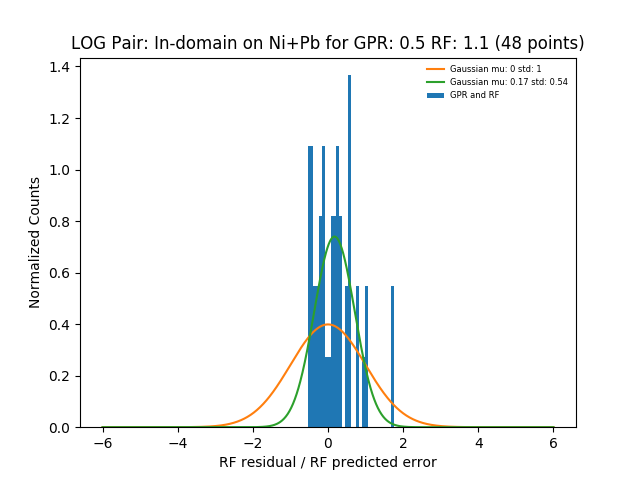 LOG Pair: In-domain on Ni+Pb for GPR: 0.5 RF: 1.1 (48 points)
Gaussian mu: 0 std: 1
Gaussian mu: 0.17 std: 0.54
GPR and RF
Normalized Counts
1.4
1.2
1.0
0.8
0.6
0.4
0.2
0.0
−6 −4 −2 0 2 4 6
RF residual / RF predicted error